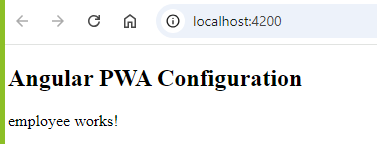 localhost:4200
Angular PWA Configuration
employee works!